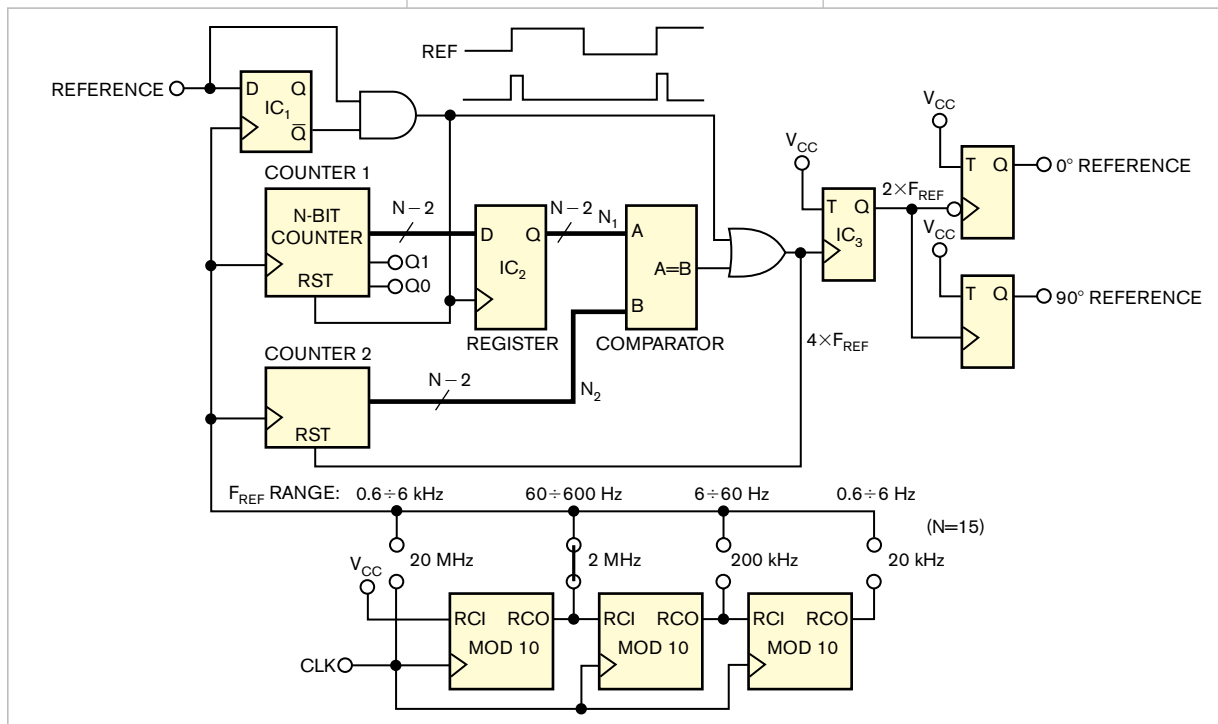 REF
REFERENCE
D Q
IC1
Q̅
COUNTER 1
N-BIT
COUNTER
RST
N–2
Q1
Q0
D Q
IC2
REGISTER
N–2
N1
A
A=B
B
COMPARATOR
VCC
T Q
IC3
2×FREF
4×FREF
VCC
T Q
0° REFERENCE
VCC
T Q
90° REFERENCE
COUNTER 2
RST
N–2
N2
FREF RANGE: 0.6÷6 kHz 60÷600 Hz 6÷60 Hz 0.6÷6 Hz
(N=15)
20 MHz 2 MHz 200 kHz 20 kHz
VCC
RCI RCO
MOD 10
RCI RCO
MOD 10
RCI RCO
MOD 10
CLK